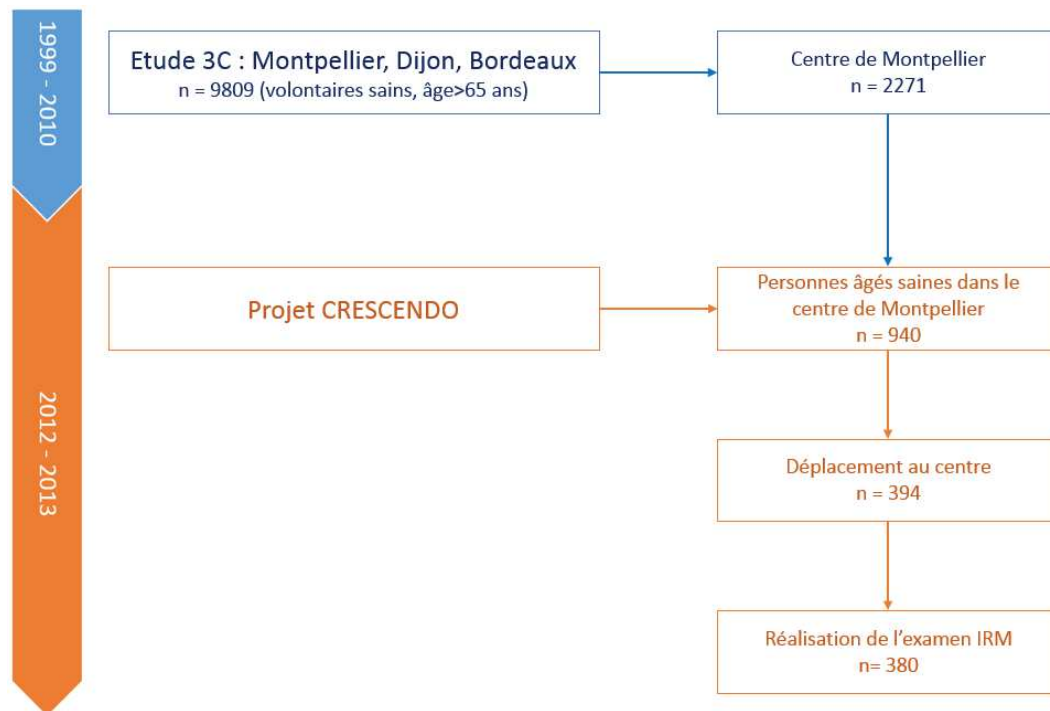 1999 - 2010
Etude 3C : Montpellier, Dijon, Bordeaux
n = 9809 (volontaires sains, âge>65 ans)
Centre de Montpellier
n = 2271
2012 - 2013
Projet CRESCENDO
Personnes âgés saines dans le
centre de Montpellier
n = 940
Déplacement au centre
n = 394
Réalisation de l'examen IRM
n= 380